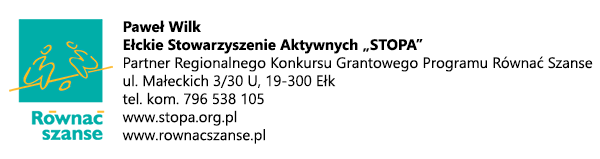 Paweł Wilk
Ełckie Stowarzyszenie Aktywnych „STOPA”
Partner Regionalnego Konkursu Grantowego Programu Równać Szanse
ul. Małeckich 3/30 U, 19-300 Ełk
tel. kom. 796 538 105
www.stopa.org.pl
www.rownacszanse.pl
Równać
szanse